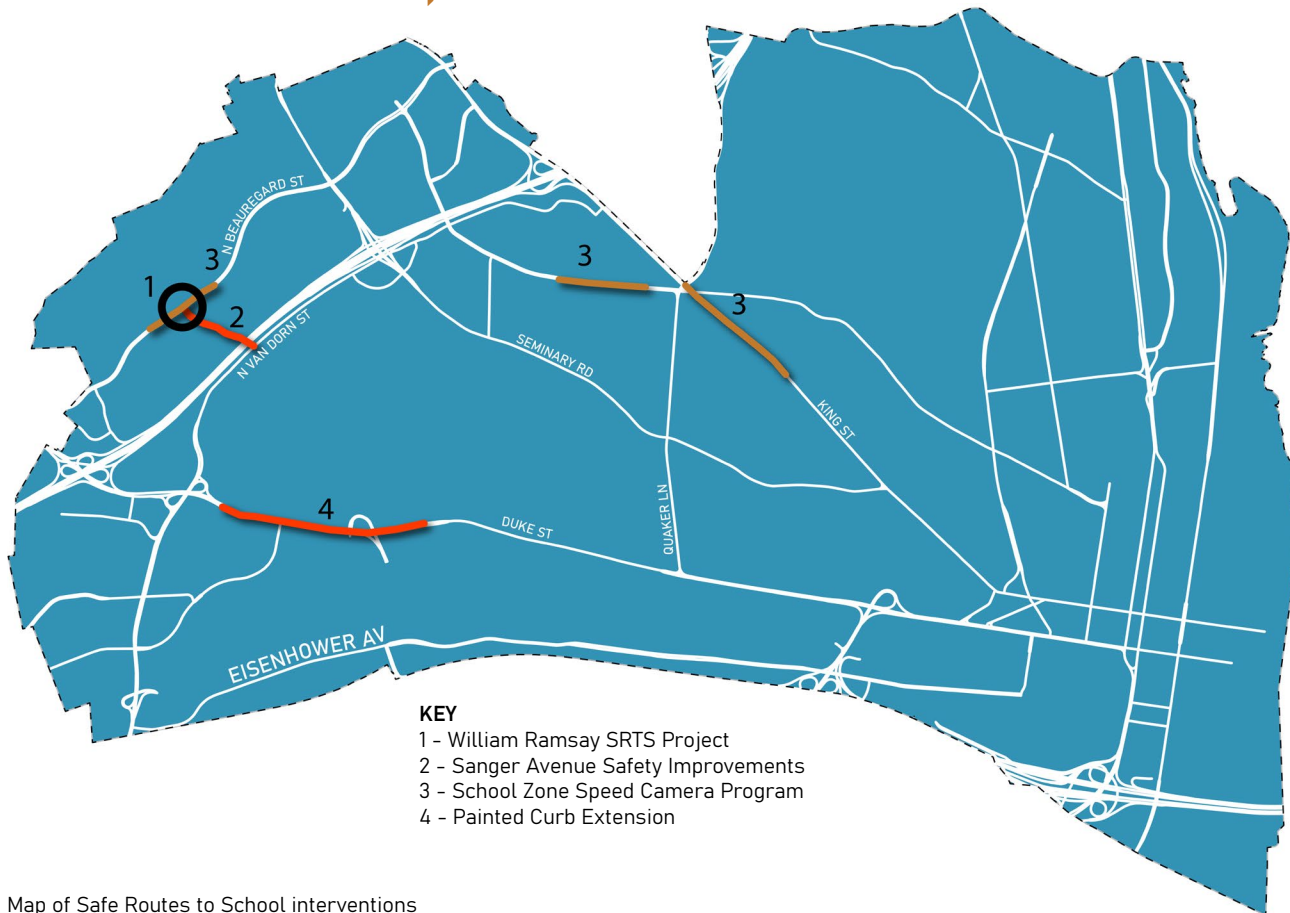 N BEAUREGARD ST
3
1
2
N VAN DORN ST
3
3
SEMINARY RD
KING ST
QUAKER LN
4
DUKE ST
EISENHOWER AV
KEY
1 - William Ramsay SRTS Project
2 - Sanger Avenue Safety Improvements
3 - School Zone Speed Camera Program
4 - Painted Curb Extension
Map of Safe Routes to School interventions